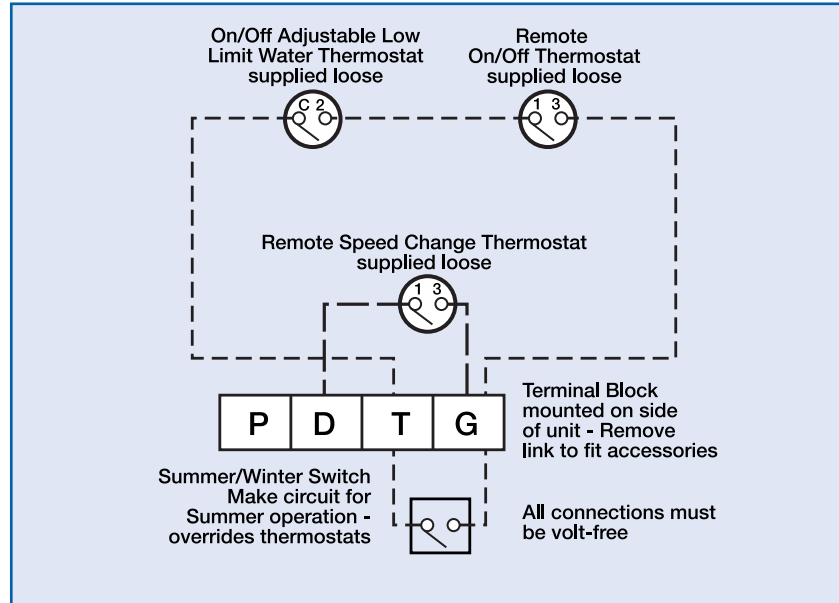 On/Off Adjustable Low
Limit Water Thermostat
supplied loose
Remote
On/Off Thermostat
supplied loose
C 2
1 3
Remote Speed Change Thermostat
supplied loose
1 3
P D T G
Terminal Block
mounted on side
of unit - Remove
link to fit accessories
Summer/Winter Switch
Make circuit for
Summer operation -
overrides thermostats
All connections must
be volt-free